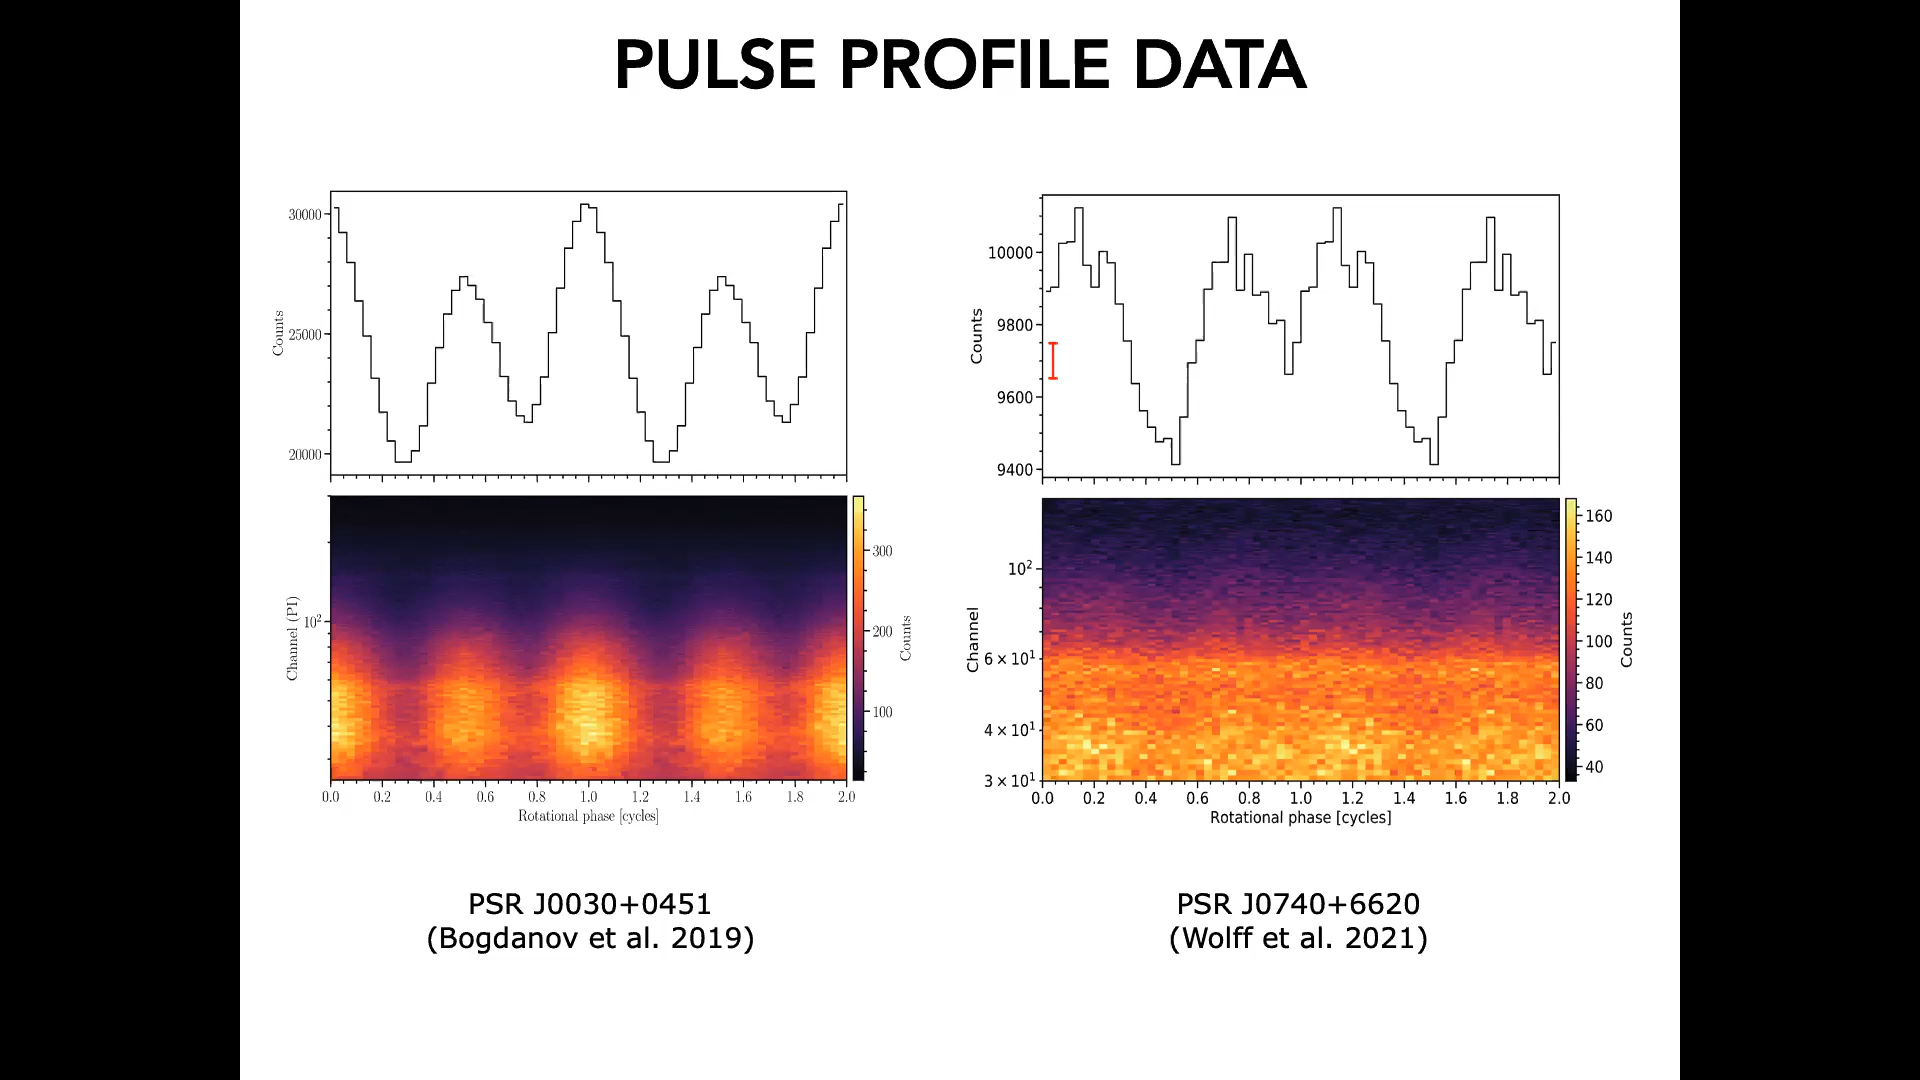 PULSE PROFILE DATA
30000
25000
20000
Counts
10²
Channel (PI)
300
200
100
Counts
0.0 0.2 0.4 0.6 0.8 1.0 1.2 1.4 1.6 1.8 2.0
Rotational phase [cycles]
10000
9800
9600
9400
Counts
10²
6 × 10¹
4 × 10¹
3 × 10¹
Channel
160
140
120
100
80
60
40
Counts
0.0 0.2 0.4 0.6 0.8 1.0 1.2 1.4 1.6 1.8 2.0
Rotational phase [cycles]
PSR J0030+0451
(Bogdanov et al. 2019)
PSR J0740+6620
(Wolff et al. 2021)